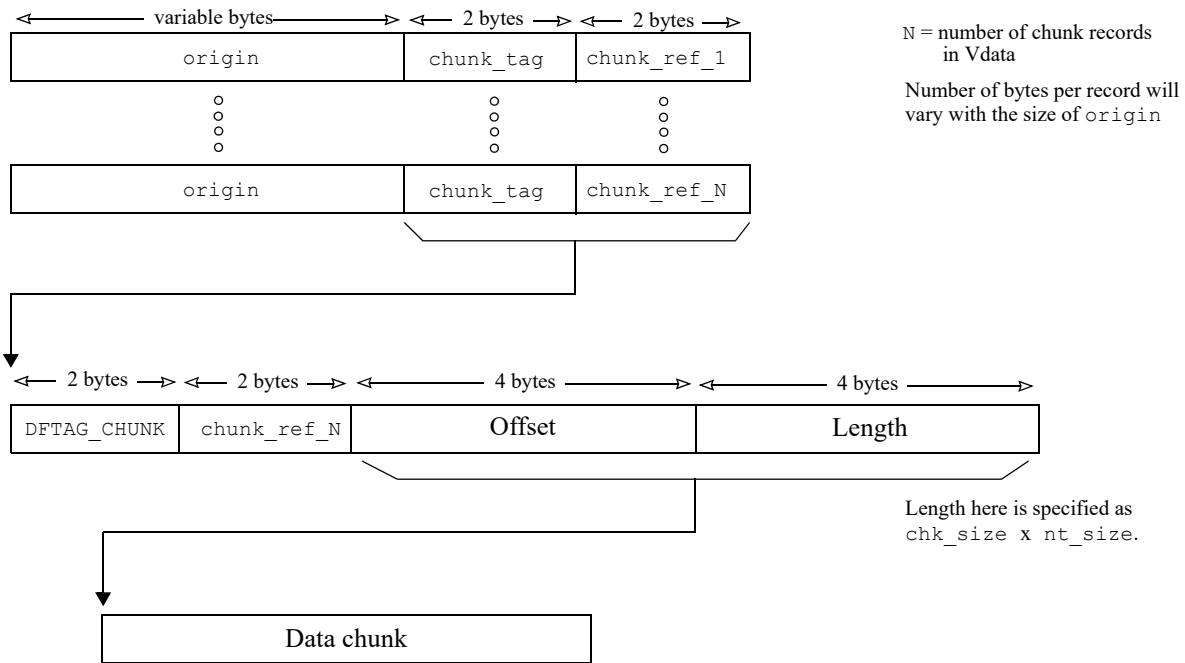 variable bytes
2 bytes
2 bytes
origin
chunk_tag
chunk_ref_1
N = number of chunk records
in Vdata
Number of bytes per record will
vary with the size of origin
origin
chunk_tag
chunk_ref_N
2 bytes
2 bytes
4 bytes
4 bytes
DFTAG_CHUNK
chunk_ref_N
Offset
Length
Length here is specified as
chk_size x nt_size.
Data chunk